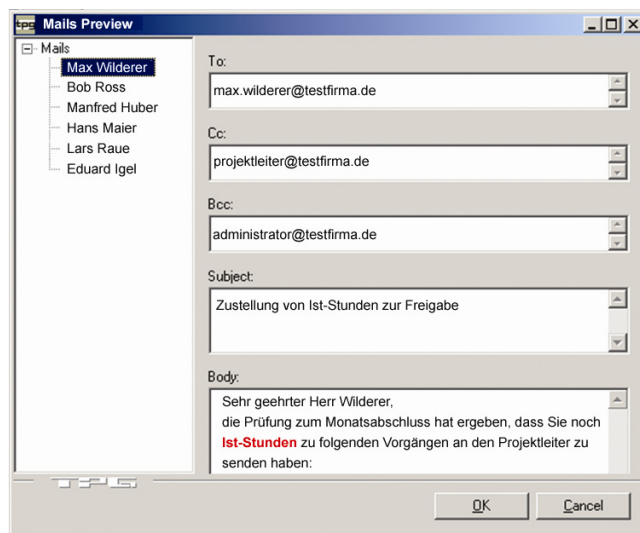 tpg Mails Preview
Mails
Max Wilderer
Bob Ross
Manfred Huber
Hans Maier
Lars Raue
Eduard Igel
To:
max.wilderer@testfirma.de
Cc:
projektleiter@testfirma.de
Bcc:
administrator@testfirma.de
Subject:
Zustellung von Ist-Stunden zur Freigabe
Body:
Sehr geehrter Herr Wilderer,
die Prüfung zum Monatsabschluss hat ergeben, dass Sie noch
Ist-Stunden zu folgenden Vorgängen an den Projektleiter zu
senden haben:
TPG
OK Cancel